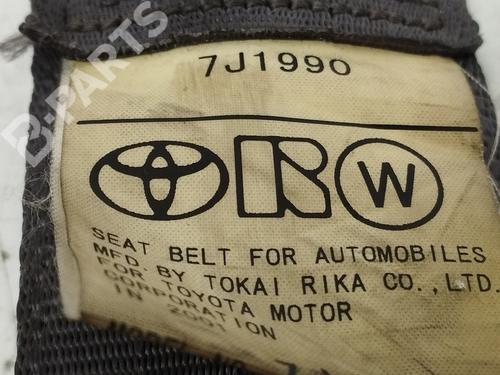 7J1990
W
SEAT BELT FOR AUTOMOBILES
MFD. BY TOKAI RIKA CO.,LTD.
FOR TOYOTA MOTOR
CORPORATION
IN 2001
B-PARTS